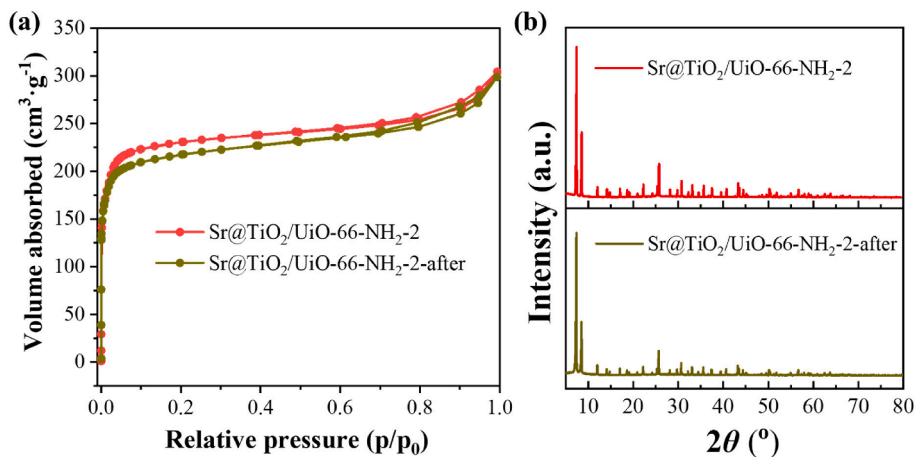 (a)
Volume absorbed (cm³·g⁻¹)
350
300
250
200
150
100
50
0
Sr@TiO₂/UiO-66-NH₂-2
Sr@TiO₂/UiO-66-NH₂-2-after
0.0 0.2 0.4 0.6 0.8 1.0
Relative pressure (p/p₀)
(b)
Intensity (a.u.)
Sr@TiO₂/UiO-66-NH₂-2
Sr@TiO₂/UiO-66-NH₂-2-after
10 20 30 40 50 60 70 80
2θ (°)